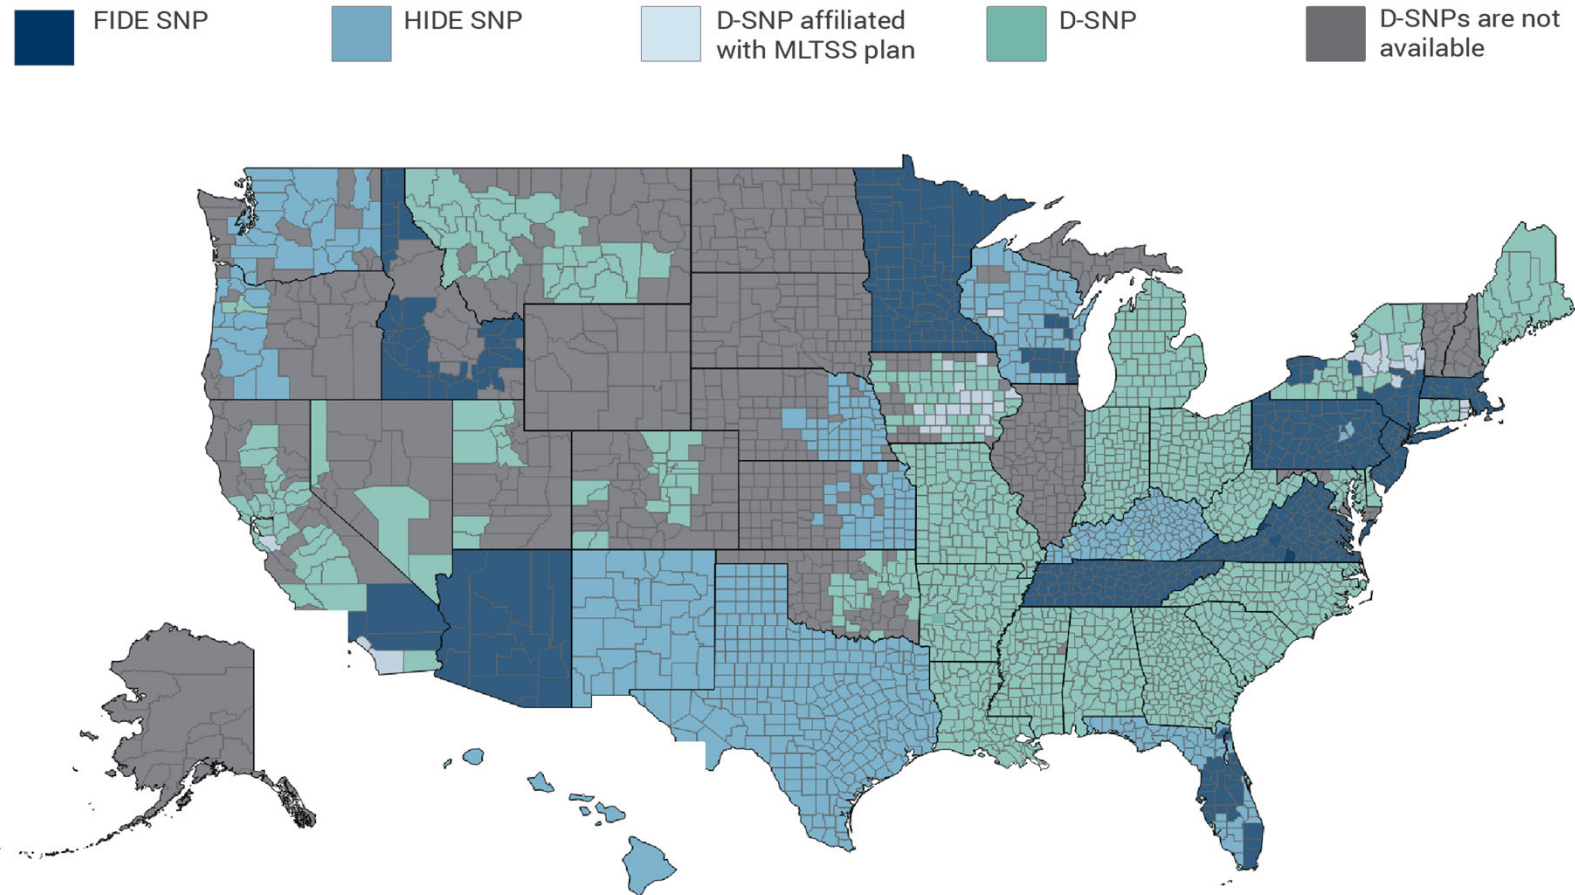 FIDE SNP
HIDE SNP
D-SNP affiliated
with MLTSS plan
D-SNP
D-SNPs are not
available